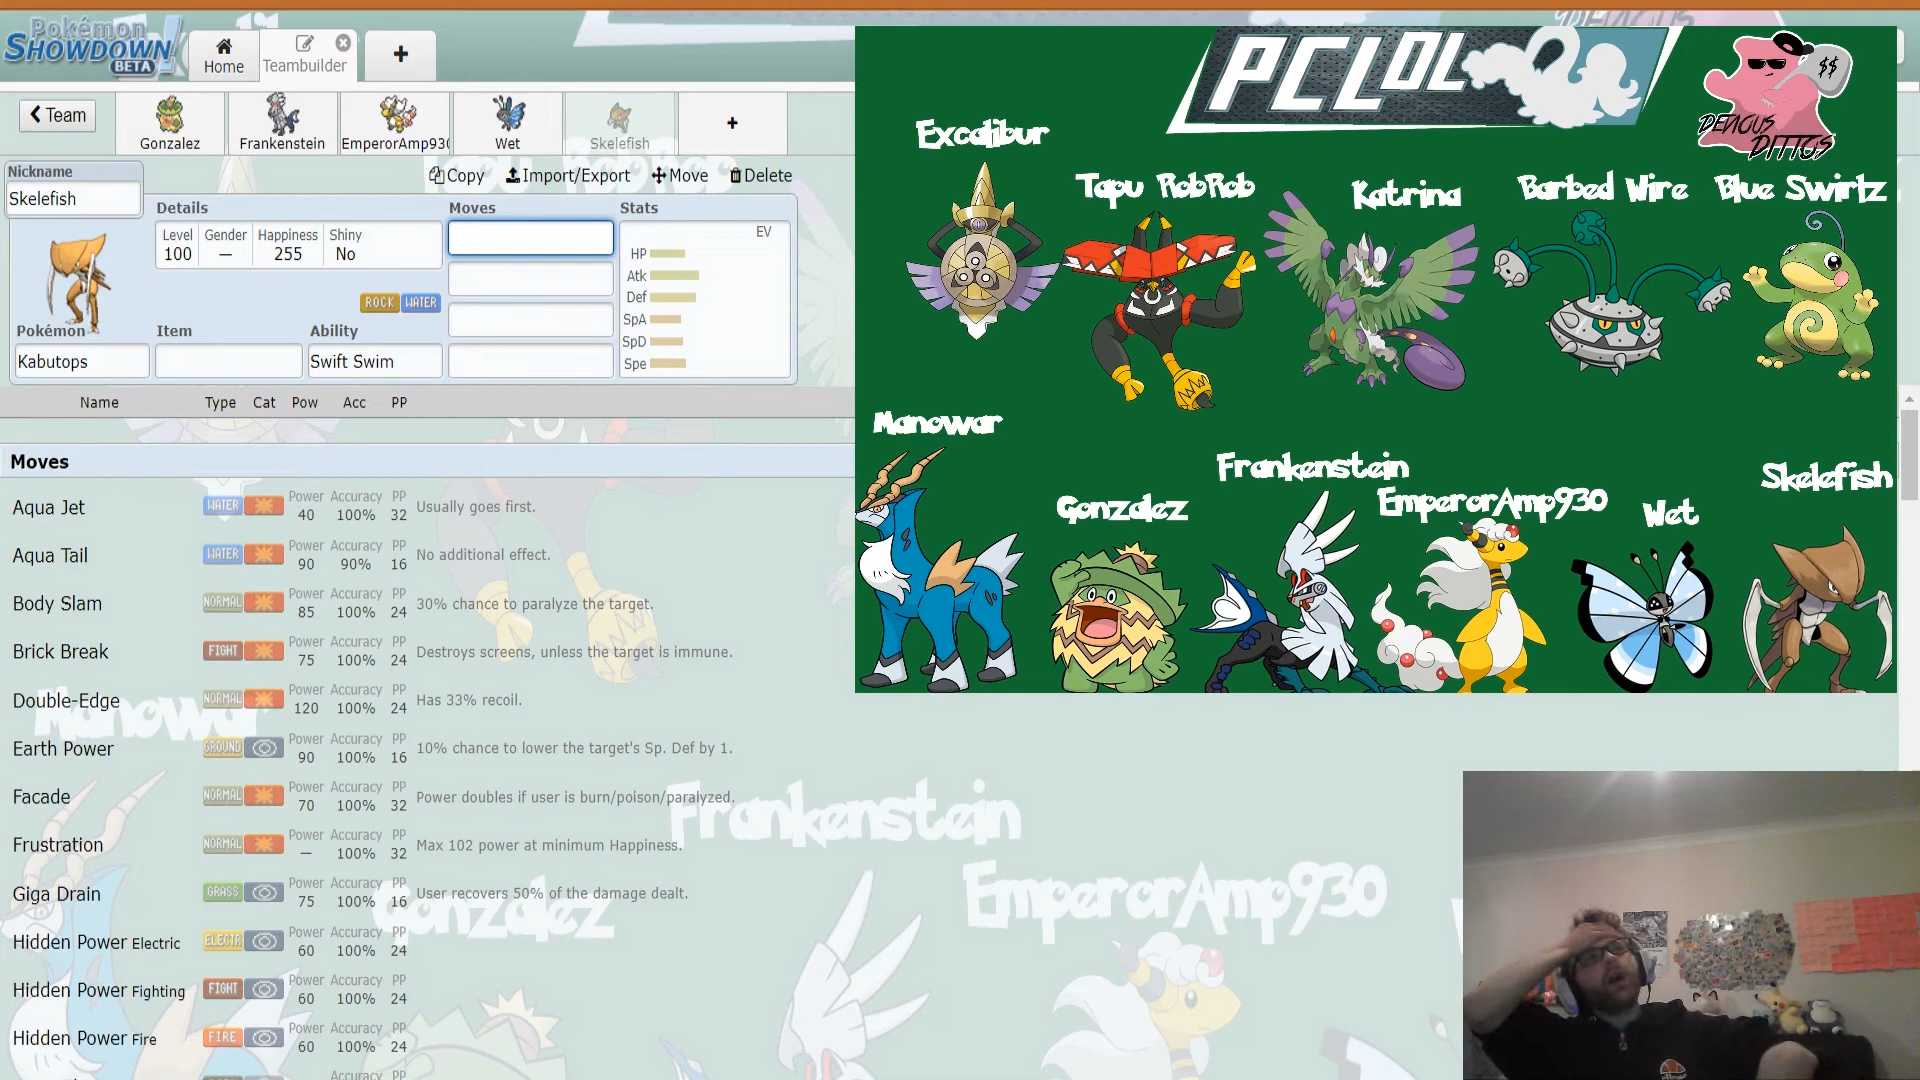 Pokémon
SHOWDOWN!
BETA
Home
Teambuilder
+
Team
Gonzalez
Frankenstein
EmperorAmp930
Wet
Skelefish
+
Nickname
Skelefish
Copy
Import/Export
Move
Delete
Details
Moves
Stats
Level
100
Gender
—
Happiness
255
Shiny
No
EV
HP
Atk
Def
SpA
SpD
Spe
ROCK
WATER
Pokémon
Kabutops
Item
Ability
Swift Swim
Name Type Cat Pow Acc PP
Moves
Aqua Jet WATER Power 40 Accuracy 100% PP 32 Usually goes first.
Aqua Tail WATER Power 90 Accuracy 90% PP 16 No additional effect.
Body Slam NORMAL Power 85 Accuracy 100% PP 24 30% chance to paralyze the target.
Brick Break FIGHT Power 75 Accuracy 100% PP 24 Destroys screens, unless the target is immune.
Double-Edge NORMAL Power 120 Accuracy 100% PP 24 Has 33% recoil.
Earth Power GROUND Power 90 Accuracy 100% PP 16 10% chance to lower the target's Sp. Def by 1.
Facade NORMAL Power 70 Accuracy 100% PP 32 Power doubles if user is burn/poison/paralyzed.
Frustration NORMAL Power — Accuracy 100% PP 32 Max 102 power at minimum Happiness.
Giga Drain GRASS Power 75 Accuracy 100% PP 16 User recovers 50% of the damage dealt.
Hidden Power Electric ELECTR Power 60 Accuracy 100% PP 24
Hidden Power Fighting FIGHT Power 60 Accuracy 100% PP 24
Hidden Power Fire FIRE Power 60 Accuracy 100% PP 24
Accuracy PP
PCLOL
$$
DEVIOUS
DITTOS
Excalibur
Tapu RobRob
Katrina
Barbed Wire
Blue Swirlz
Manowar
Gonzalez
Frankenstein
EmperorAmp930
Wet
Skelefish
Tapu RobRob
Manowar
Frankenstein
EmperorAmp930
Gonzalez